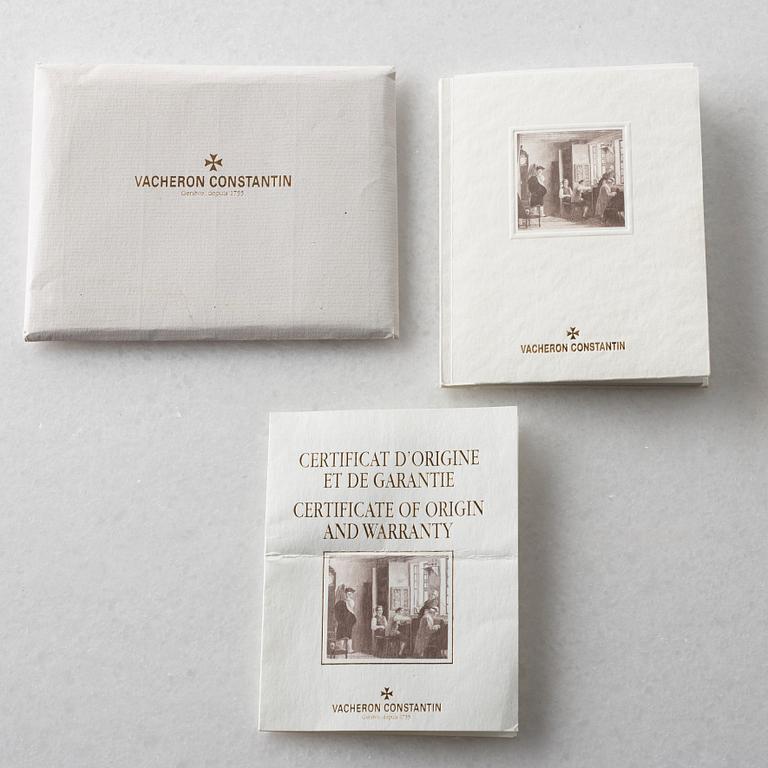 VACHERON CONSTANTIN
Genève, depuis 1755
VACHERON CONSTANTIN
CERTIFICAT D'ORIGINE
ET DE GARANTIE
CERTIFICATE OF ORIGIN
AND WARRANTY
VACHERON CONSTANTIN
Genève, depuis 1755